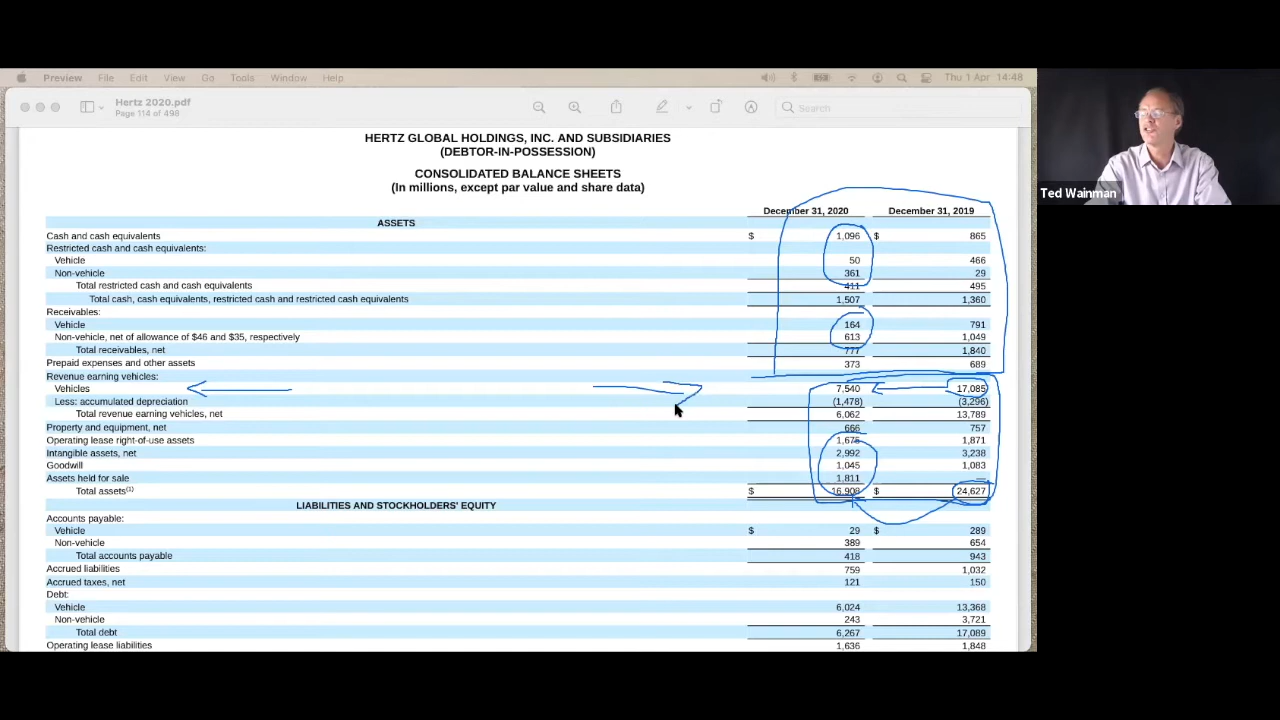 Preview File Edit View Go Tools Window Help Thu 1 Apr 14:48
Hertz 2020.pdf
Page 114 of 498
Search
Ted Wainman
HERTZ GLOBAL HOLDINGS, INC. AND SUBSIDIARIES
(DEBTOR-IN-POSSESSION)
CONSOLIDATED BALANCE SHEETS
(In millions, except par value and share data)
December 31, 2020 December 31, 2019
ASSETS
Cash and cash equivalents $ 1,096 $ 865
Restricted cash and cash equivalents:
Vehicle 50 466
Non-vehicle 361 29
Total restricted cash and cash equivalents 411 495
Total cash, cash equivalents, restricted cash and restricted cash equivalents 1,507 1,360
Receivables:
Vehicle 164 791
Non-vehicle, net of allowance of $46 and $35, respectively 613 1,049
Total receivables, net 777 1,840
Prepaid expenses and other assets 373 689
Revenue earning vehicles:
Vehicles 7,540 17,085
Less: accumulated depreciation (1,478) (3,296)
Total revenue earning vehicles, net 6,062 13,789
Property and equipment, net 666 757
Operating lease right-of-use assets 1,675 1,871
Intangible assets, net 2,992 3,238
Goodwill 1,045 1,083
Assets held for sale 1,811 —
Total assets(1) $ 16,908 $ 24,627
LIABILITIES AND STOCKHOLDERS' EQUITY
Accounts payable:
Vehicle $ 29 $ 289
Non-vehicle 389 654
Total accounts payable 418 943
Accrued liabilities 759 1,032
Accrued taxes, net 121 150
Debt:
Vehicle 6,024 13,368
Non-vehicle 243 3,721
Total debt 6,267 17,089
Operating lease liabilities 1,636 1,848